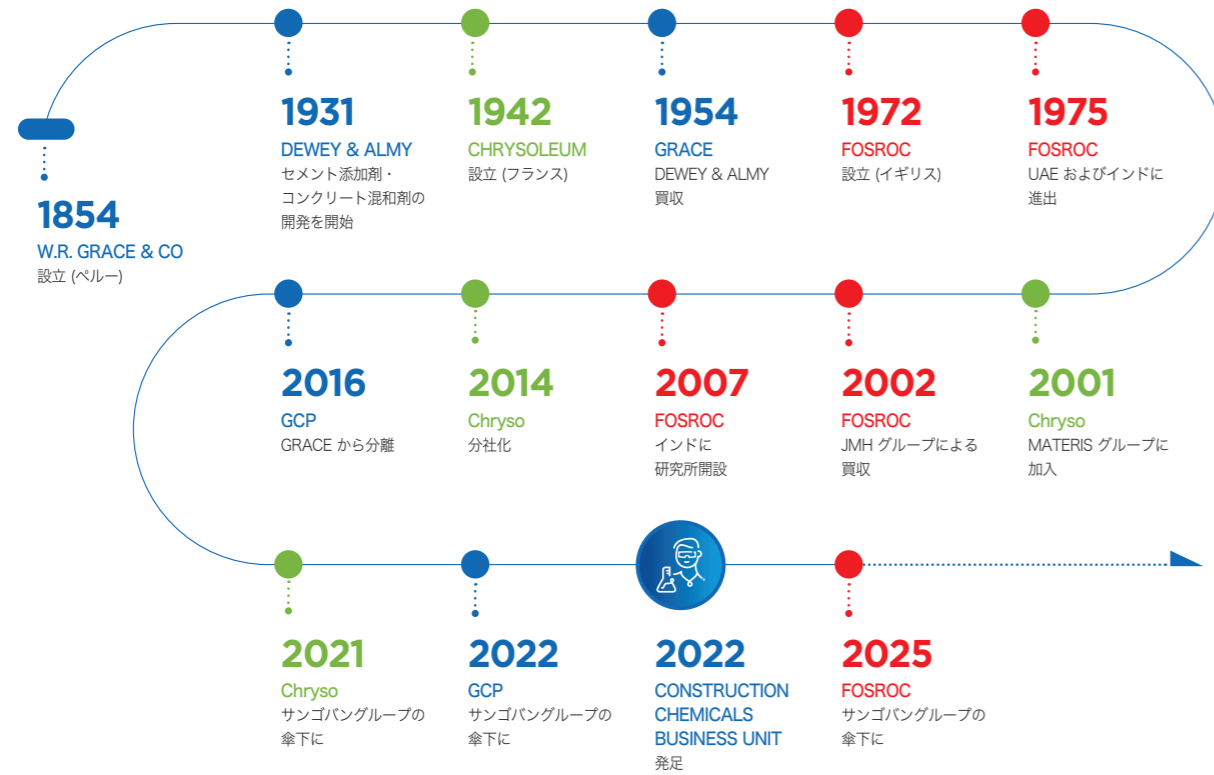 1854
W.R. GRACE & CO
設立 (ペルー)
1931
DEWEY & ALMY
セメント添加剤・
コンクリート混和剤の
開発を開始
1942
CHRYSOLEUM
設立 (フランス)
1954
GRACE
DEWEY & ALMY
買収
1972
FOSROC
設立 (イギリス)
1975
FOSROC
UAE およびインドに
進出
2001
Chryso
MATERIS グループに
加入
2002
FOSROC
JMH グループによる
買収
2007
FOSROC
インドに
研究所開設
2014
Chryso
分社化
2016
GCP
GRACE から分離
2021
Chryso
サンゴバングループの
傘下に
2022
GCP
サンゴバングループの
傘下に
2022
CONSTRUCTION
CHEMICALS
BUSINESS UNIT
発足
2025
FOSROC
サンゴバングループの
傘下に